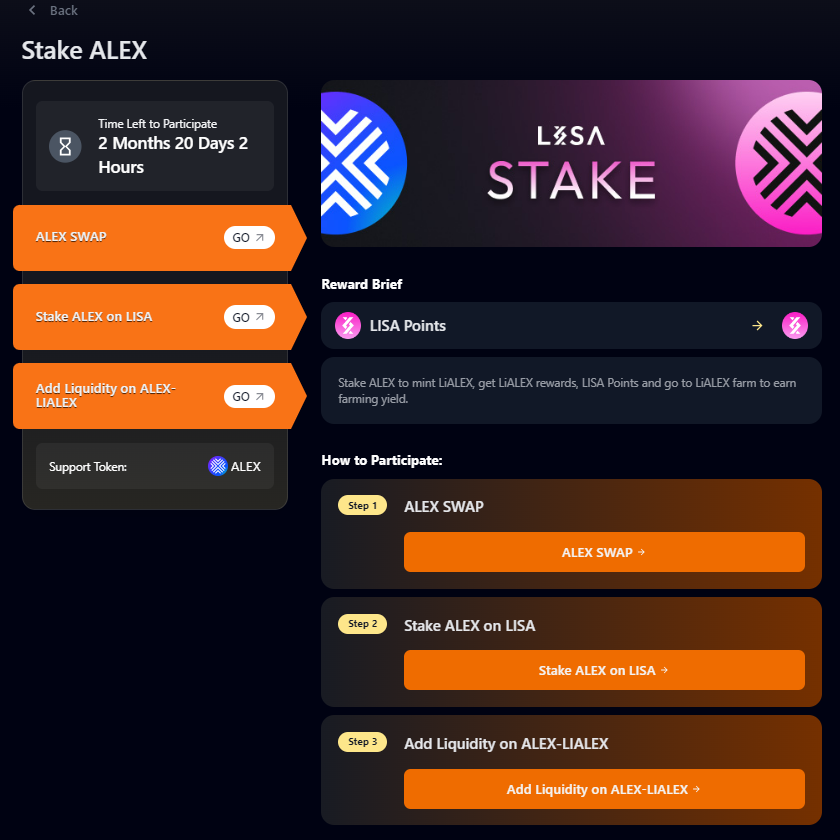 Back
Stake ALEX
Time Left to Participate
2 Months 20 Days 2
Hours
ALEX SWAP
GO
Stake ALEX on LISA
GO
Add Liquidity on ALEX-
LIALEX
GO
Support Token:
ALEX
LISA
STAKE
Reward Brief
LISA Points
Stake ALEX to mint LiALEX, get LiALEX rewards, LISA Points and go to LiALEX farm to earn
farming yield.
How to Participate:
Step 1
ALEX SWAP
ALEX SWAP
Step 2
Stake ALEX on LISA
Stake ALEX on LISA
Step 3
Add Liquidity on ALEX-LIALEX
Add Liquidity on ALEX-LIALEX